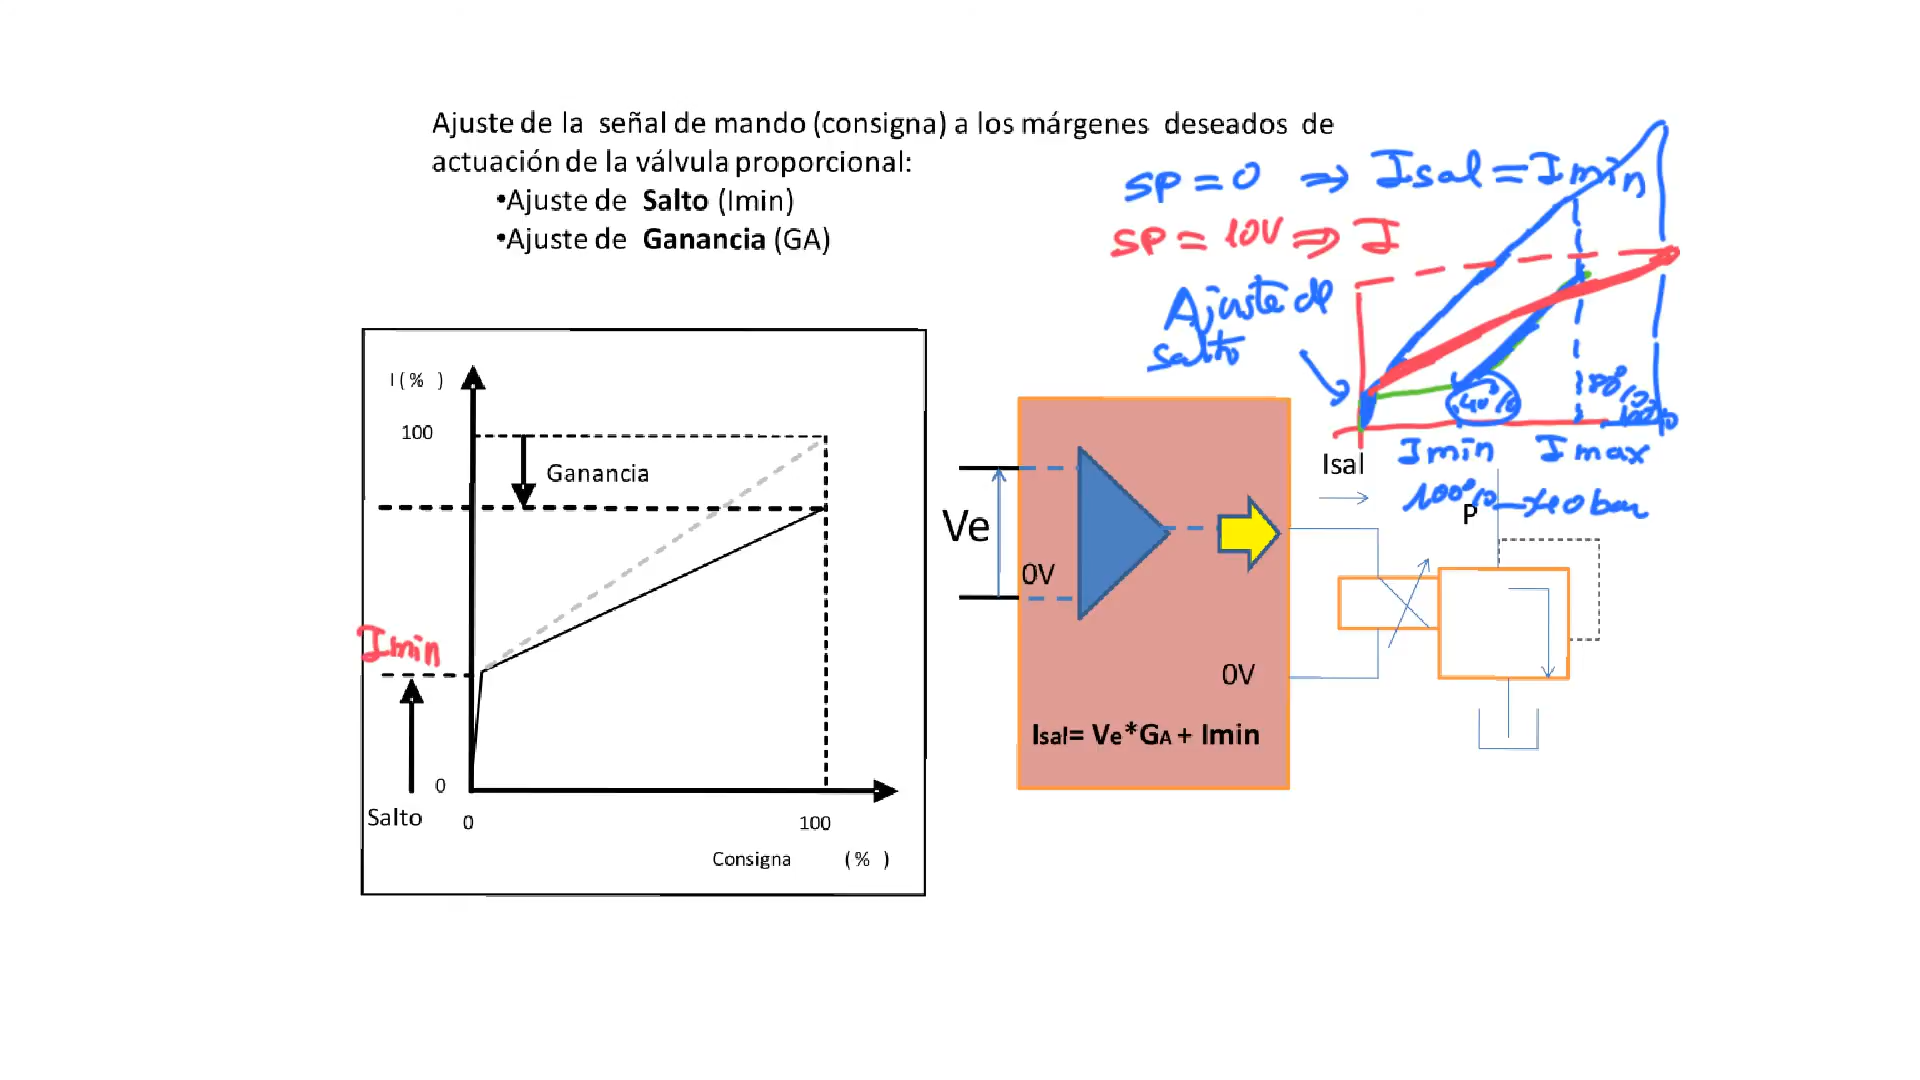 Ajuste de la señal de mando (consigna) a los márgenes deseados de
actuación de la válvula proporcional:
•Ajuste de Salto (Imin)
•Ajuste de Ganancia (GA)
SP = 0 ⇒ Isal = Imin
SP = 10V ⇒ I
Ajuste de
salto
40%
80%
100%
Imin Imax
100% 
I ( % )
100
Ganancia
Imin
0
Salto
0
100
Consigna ( % )
Ve
0V
0V
Isal= Ve*GA + Imin
Isal
P